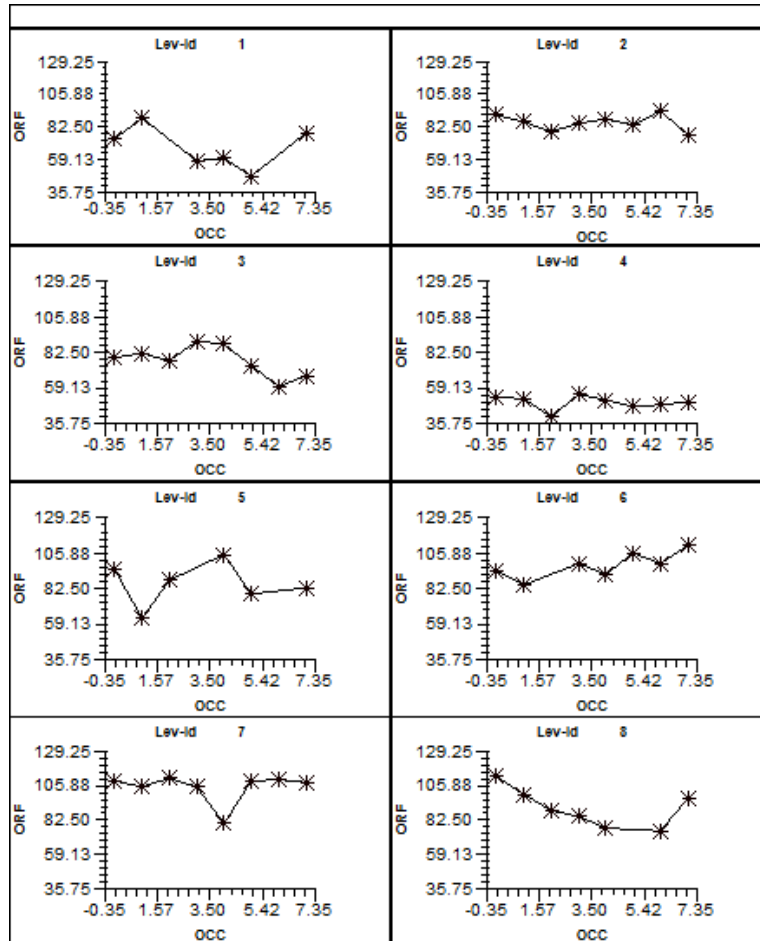 Lev-id 1
129.25
105.88
82.50
59.13
35.75
ORF
-0.35 1.57 3.50 5.42 7.35
OCC
Lev-id 2
129.25
105.88
82.50
59.13
35.75
ORF
-0.35 1.57 3.50 5.42 7.35
OCC
Lev-id 3
129.25
105.88
82.50
59.13
35.75
ORF
-0.35 1.57 3.50 5.42 7.35
OCC
Lev-id 4
129.25
105.88
82.50
59.13
35.75
ORF
-0.35 1.57 3.50 5.42 7.35
OCC
Lev-id 5
129.25
105.88
82.50
59.13
35.75
ORF
-0.35 1.57 3.50 5.42 7.35
OCC
Lev-id 6
129.25
105.88
82.50
59.13
35.75
ORF
-0.35 1.57 3.50 5.42 7.35
OCC
Lev-id 7
129.25
105.88
82.50
59.13
35.75
ORF
-0.35 1.57 3.50 5.42 7.35
OCC
Lev-id 8
129.25
105.88
82.50
59.13
35.75
ORF
-0.35 1.57 3.50 5.42 7.35
OCC